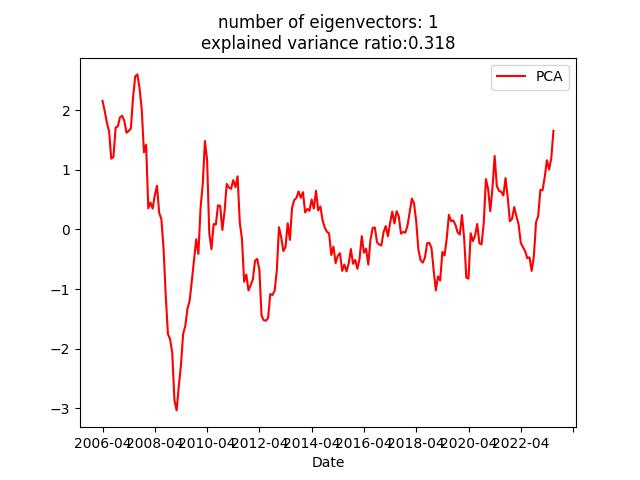 number of eigenvectors: 1
explained variance ratio:0.318
PCA
2
1
0
−1
−2
−3
2006-04 2008-04 2010-04 2012-04 2014-04 2016-04 2018-04 2020-04 2022-04
Date